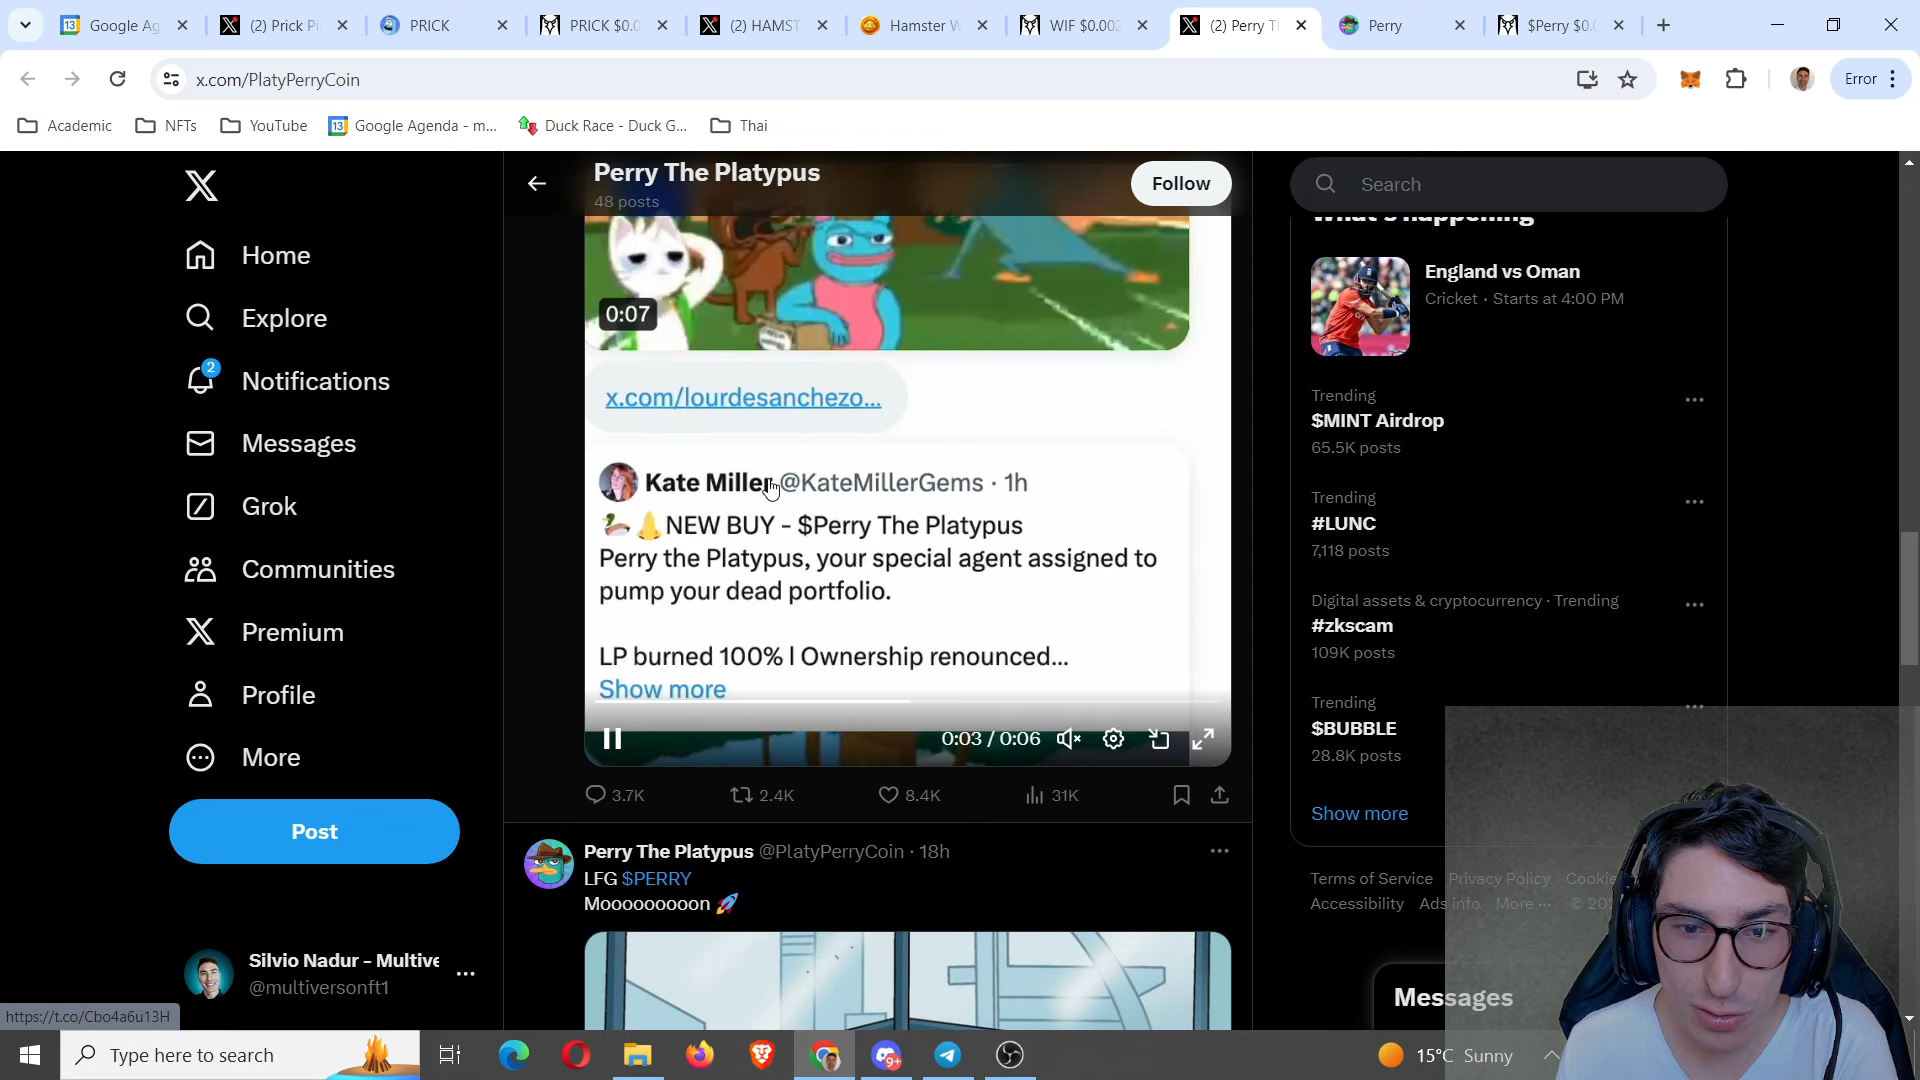 Google Ag
(2) Prick Pi
PRICK
PRICK $0.0
(2) HAMST
Hamster W
WIF $0.002
(2) Perry T
Perry
$Perry $0.
x.com/PlatyPerryCoin
Error
Academic
NFTs
YouTube
Google Agenda - m...
Duck Race - Duck G...
Thai
Home
Explore
2
Notifications
Messages
Grok
Communities
Premium
Profile
More
Post
Silvio Nadur – Multive
@multiversonft1
https://t.co/Cbo4a6u13H
Perry The Platypus
48 posts
Follow
0:07
x.com/lourdesanchezo...
Kate Miller @KateMillerGems · 1h
🦆👃NEW BUY - $Perry The Platypus
Perry the Platypus, your special agent assigned to
pump your dead portfolio.
LP burned 100% l Ownership renounced...
Show more
0:03 / 0:06
3.7K
2.4K
8.4K
31K
Perry The Platypus @PlatyPerryCoin · 18h
LFG $PERRY
Moooooooooon 🚀
Search
What's happening
England vs Oman
Cricket · Starts at 4:00 PM
Trending
$MINT Airdrop
65.5K posts
Trending
#LUNC
7,118 posts
Digital assets & cryptocurrency · Trending
#zkscam
109K posts
Trending
$BUBBLE
28.8K posts
Show more
Terms of Service
Privacy Policy
Cookie
Accessibility
Ads info
More ···
© 20
Messages
Type here to search
9+
15°C Sunny